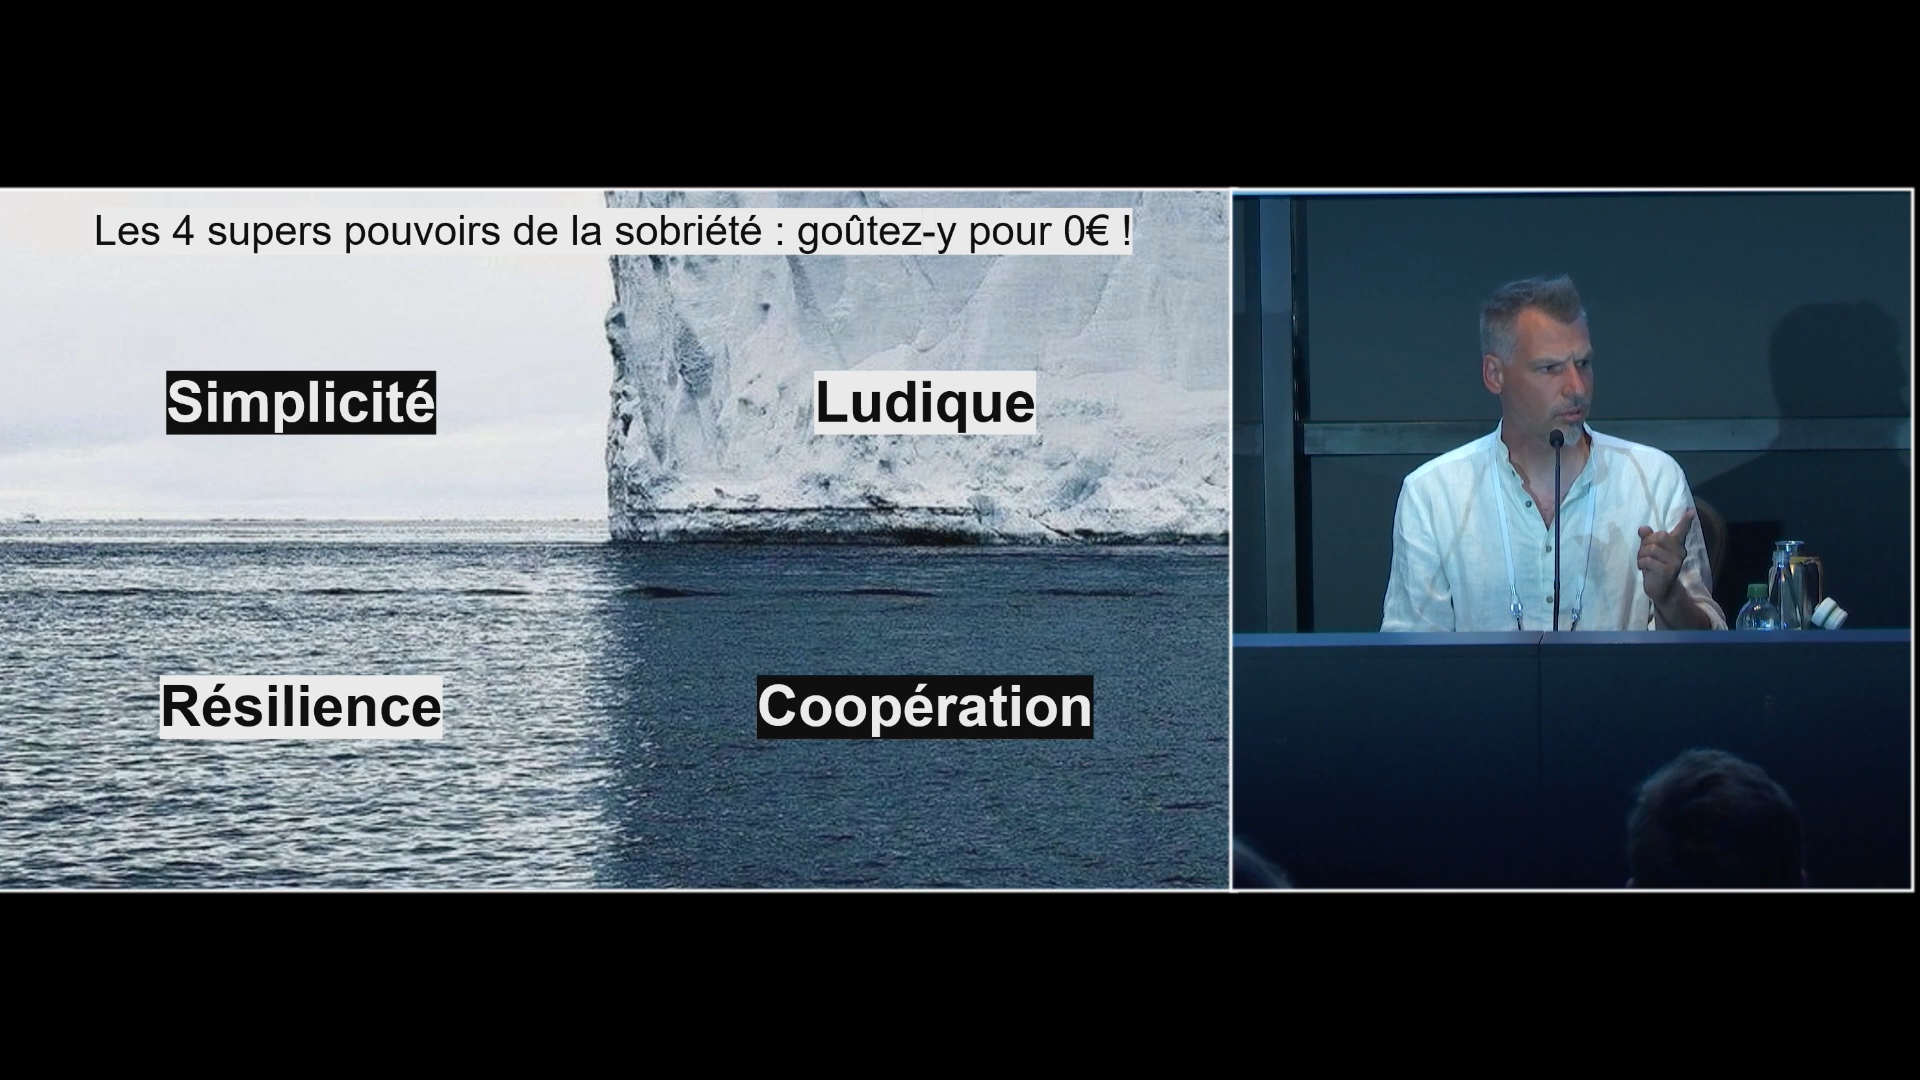 Les 4 supers pouvoirs de la sobriété : goûtez-y pour 0€ !
Simplicité
Ludique
Résilience
Coopération